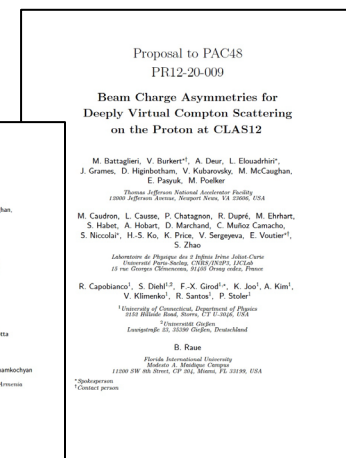 Proposal to PAC48
PR12-20-009
Beam Charge Asymmetries for
Deeply Virtual Compton Scattering
on the Proton at CLAS12
M. Battaglieri, V. Burkert*†, A. Deur, L. Elouadrhiri*,
J. Grames, D. Higinbotham, V. Kubarovsky, M. McCaughan,
E. Pasyuk, M. Poelker
Thomas Jefferson National Accelerator Facility
12000 Jefferson Avenue, Newport News, VA 23606, USA
M. Caudron, L. Causse, P. Chatagnon, R. Dupré, M. Ehrhart,
S. Habet, A. Hobart, D. Marchand, C. Muñoz Camacho,
S. Niccolai*, H.-S. Ko, K. Price, V. Sergeyeva, E. Voutier*†,
S. Zhao
Laboratoire de Physique des 2 Infinis Irène Joliot-Curie
Université Paris-Saclay, CNRS/IN2P3, IJCLab
15 rue Georges Clémenceau, 91405 Orsay cedex, France
R. Capobianco¹, S. Diehl¹,², F.-X. Girod¹,*, K. Joo¹, A. Kim¹,
V. Klimenko¹, R. Santos¹, P. Stoler¹
¹University of Connecticut, Department of Physics
2152 Hillside Road, Storrs, CT U-3046, USA
²Universität Gießen
Luwigstraße 23, 35390 Gießen, Deutschland
B. Raue
Florida International University
Modesto A. Maidique Campus
11200 SW 8th Street, CP 204, Miami, FL 33199, USA
*Spokesperson
†Contact person
Armenia